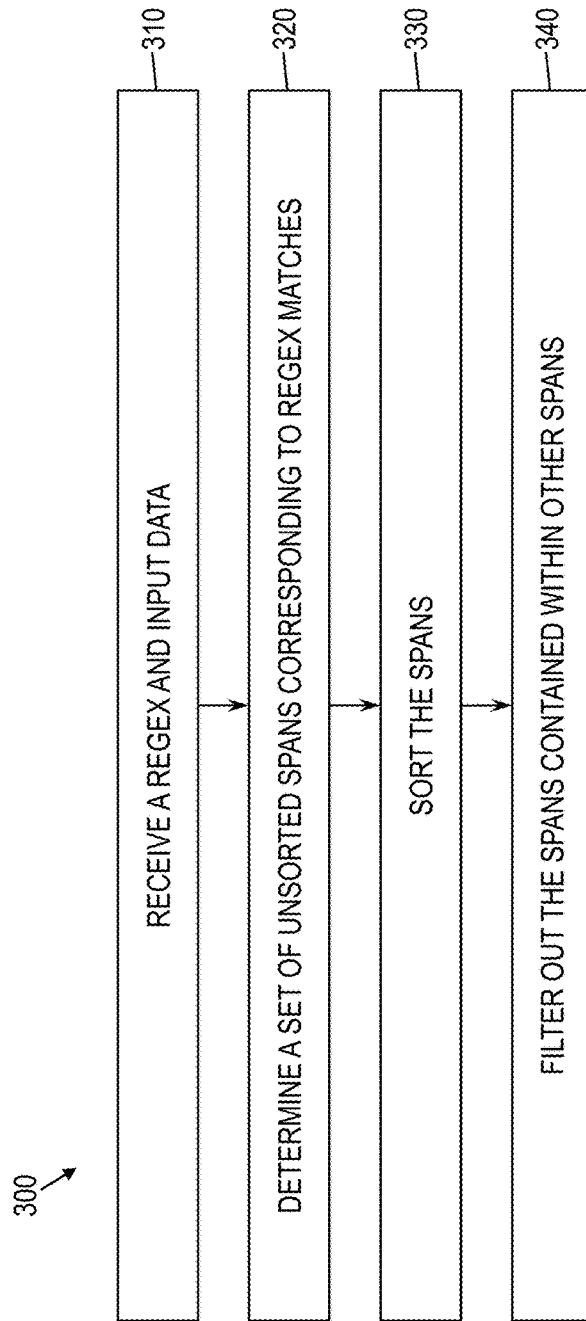 300
RECEIVE A REGEX AND INPUT DATA
310
DETERMINE A SET OF UNSORTED SPANS CORRESPONDING TO REGEX MATCHES
320
SORT THE SPANS
330
FILTER OUT THE SPANS CONTAINED WITHIN OTHER SPANS
340